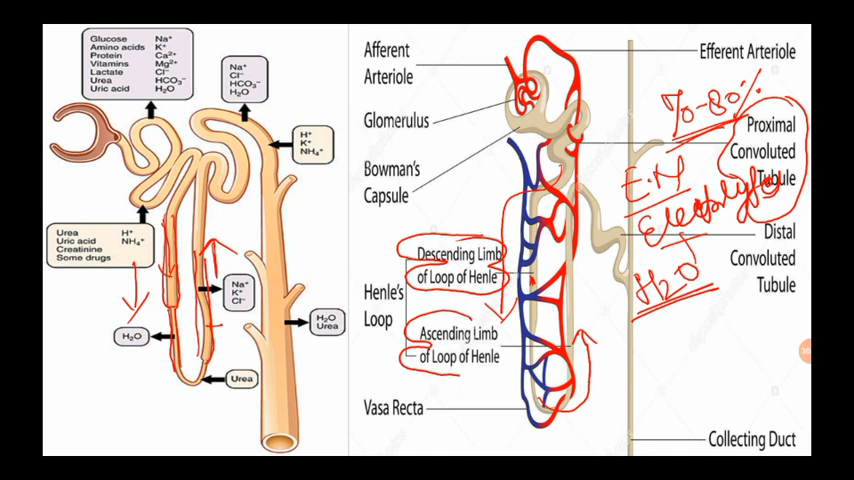 Glucose Na⁺
Amino acids K⁺
Protein Ca²⁺
Vitamins Mg²⁺
Lactate Cl⁻
Urea HCO₃⁻
Uric acid H₂O
Na⁺
Cl⁻
HCO₃⁻
H₂O
H⁺
K⁺
NH₄⁺
Urea H⁺
Uric acid NH₄⁺
Creatinine
Some drugs
Na⁺
K⁺
Cl⁻
H₂O
H₂O
Urea
Urea
Afferent
Arteriole
Glomerulus
Bowman's
Capsule
Descending Limb
of Loop of Henle
Henle's
Loop
Ascending Limb
of Loop of Henle
Vasa Recta
Efferent Arteriole
70-80%
Proximal
Convoluted
Tubule
E.N
Electrolyte
H₂O
Distal
Convoluted
Tubule
Collecting Duct